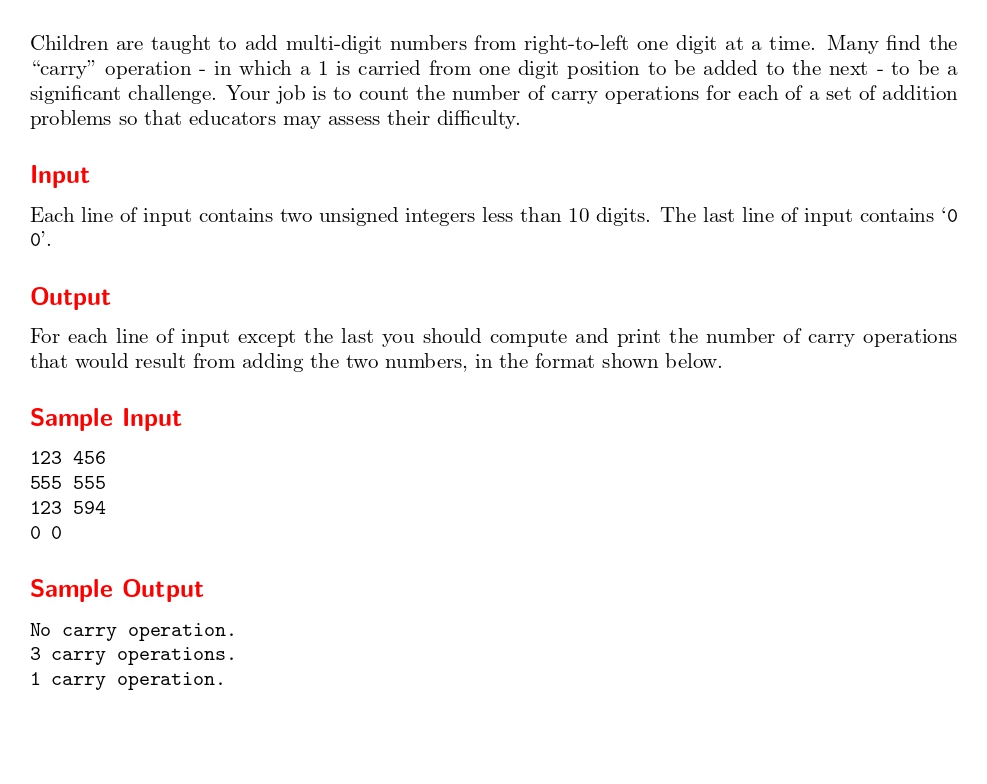 Children are taught to add multi-digit numbers from right-to-left one digit at a time. Many find the
“carry” operation - in which a 1 is carried from one digit position to be added to the next - to be a
significant challenge. Your job is to count the number of carry operations for each of a set of addition
problems so that educators may assess their difficulty.
Input
Each line of input contains two unsigned integers less than 10 digits. The last line of input contains ‘0
0’.
Output
For each line of input except the last you should compute and print the number of carry operations
that would result from adding the two numbers, in the format shown below.
Sample Input
123 456
555 555
123 594
0 0
Sample Output
No carry operation.
3 carry operations.
1 carry operation.